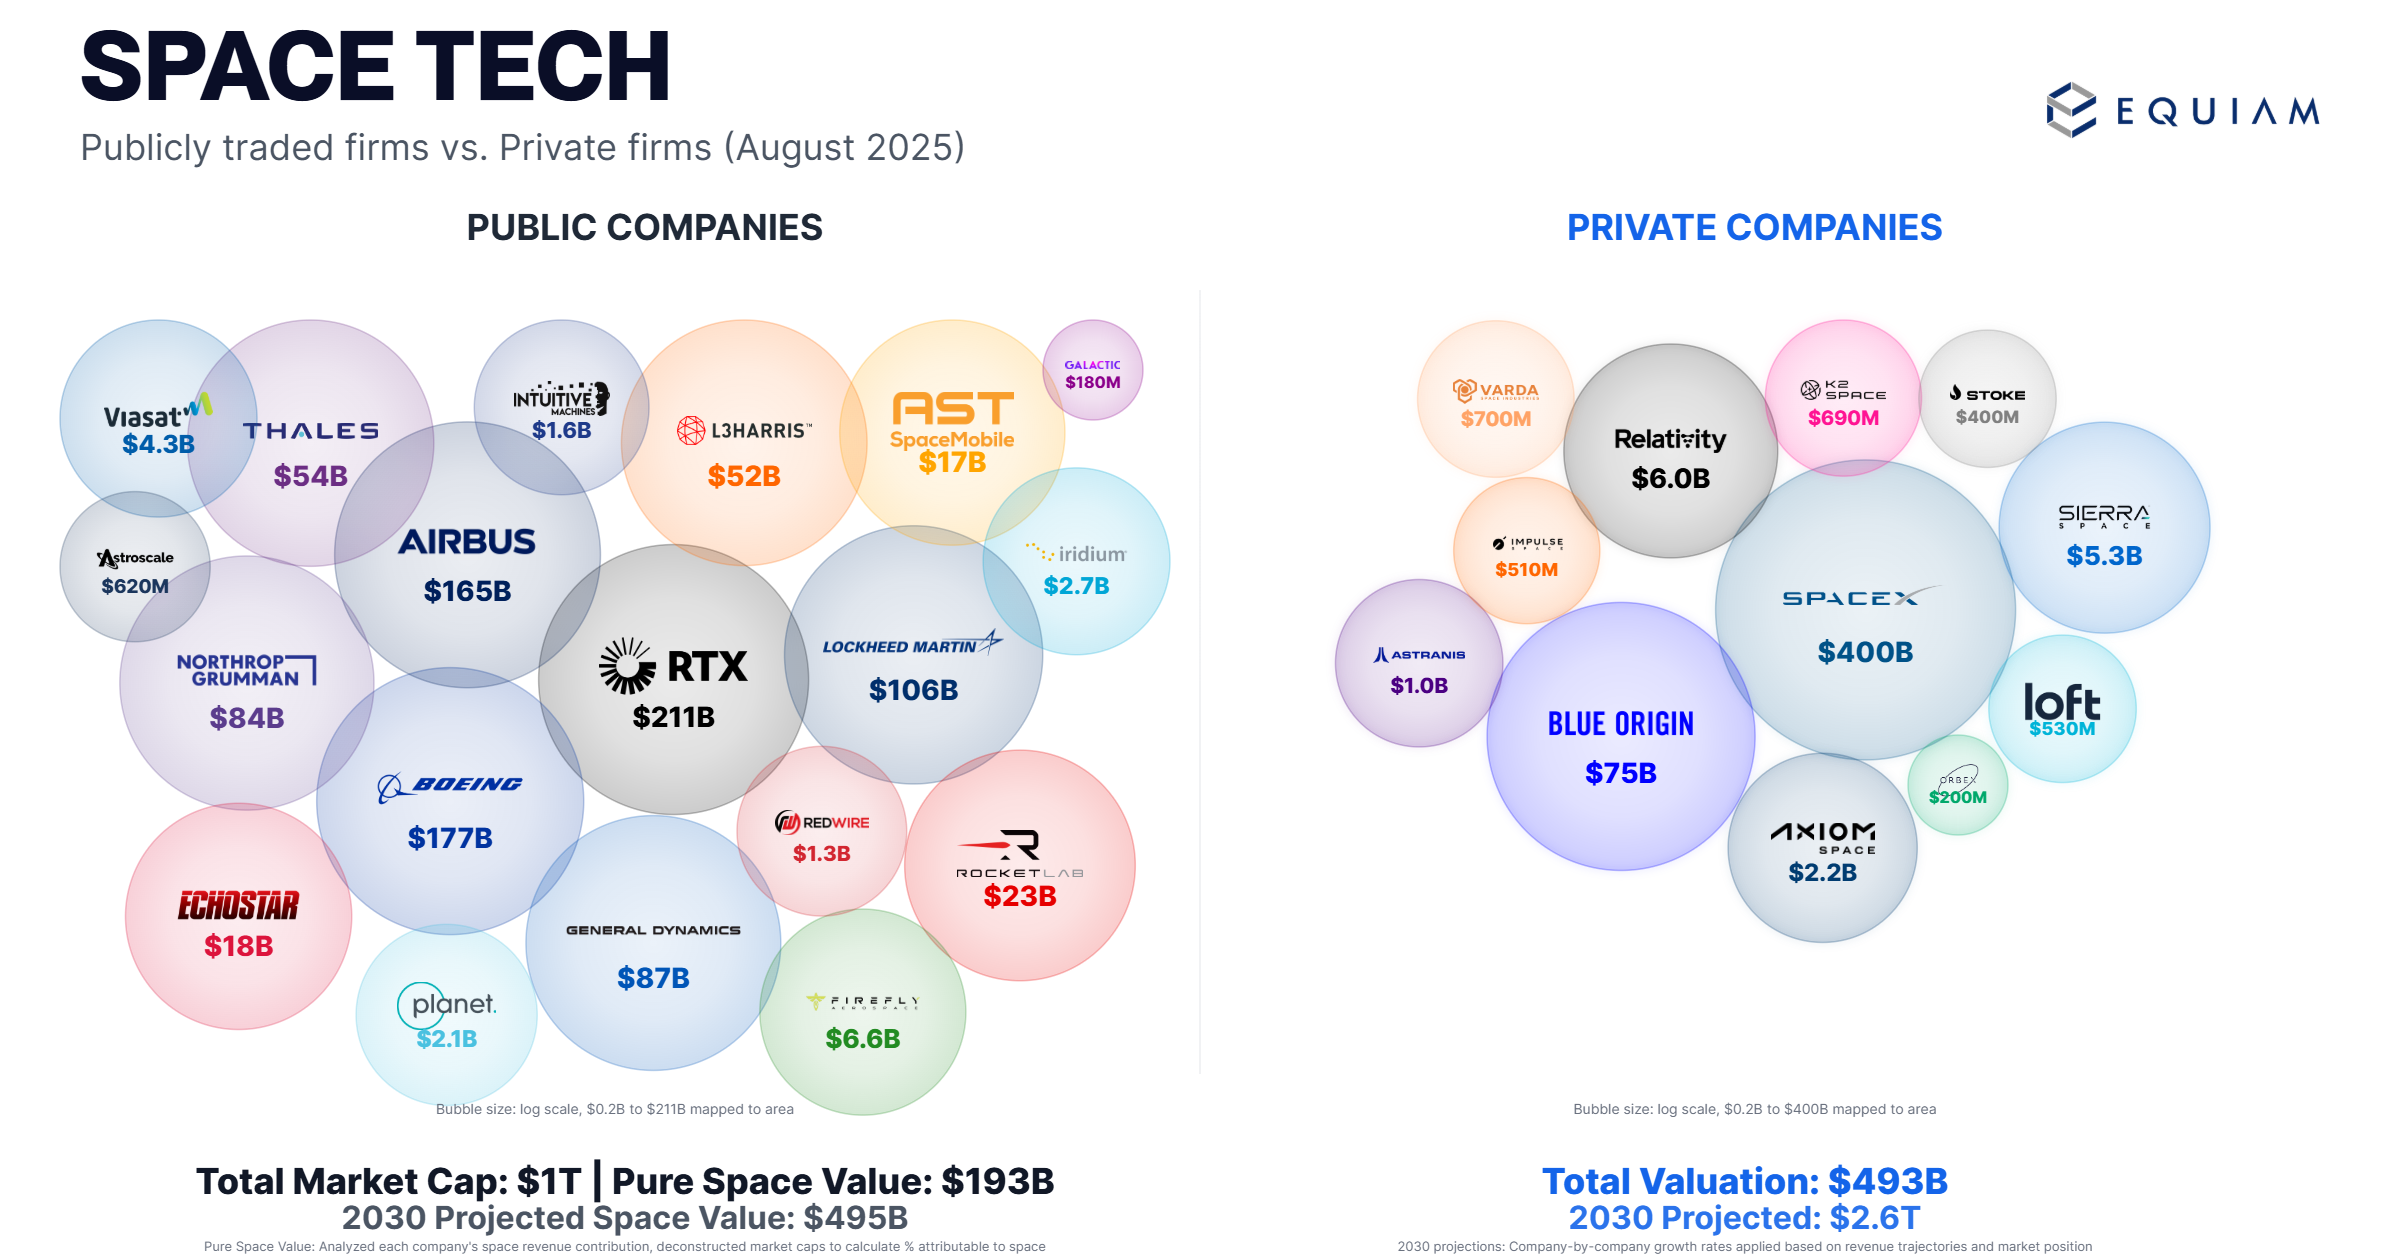 SPACE TECH
Publicly traded firms vs. Private firms (August 2025)
EQUIAM
PUBLIC COMPANIES
Viasat
$4.3B
THALES
$54B
INTUITIVE
MACHINES
$1.6B
L3HARRIS™
$52B
AST
SpaceMobile
$17B
GALACTIC
$180M
Astroscale
$620M
AIRBUS
$165B
iridium
$2.7B
NORTHROP
GRUMMAN
$84B
RTX
$211B
LOCKHEED MARTIN
$106B
BOEING
$177B
REDWIRE
$1.3B
ROCKETLAB
$23B
ECHOSTAR
$18B
GENERAL DYNAMICS
$87B
planet.
$2.1B
FIREFLY
AEROSPACE
$6.6B
Bubble size: log scale, $0.2B to $211B mapped to area
Total Market Cap: $1T | Pure Space Value: $193B
2030 Projected Space Value: $495B
Pure Space Value: Analyzed each company's space revenue contribution, deconstructed market caps to calculate % attributable to space
PRIVATE COMPANIES
VARDA
SPACE INDUSTRIES
$700M
Relativity
$6.0B
K2
SPACE
$690M
STOKE
$400M
IMPULSE
SPACE
$510M
SIERRA
SPACE
$5.3B
SPACEX
$400B
ASTRANIS
$1.0B
BLUE ORIGIN
$75B
loft
$530M
ORBEX
$200M
AXIOM
SPACE
$2.2B
Bubble size: log scale, $0.2B to $400B mapped to area
Total Valuation: $493B
2030 Projected: $2.6T
2030 projections: Company-by-company growth rates applied based on revenue trajectories and market position